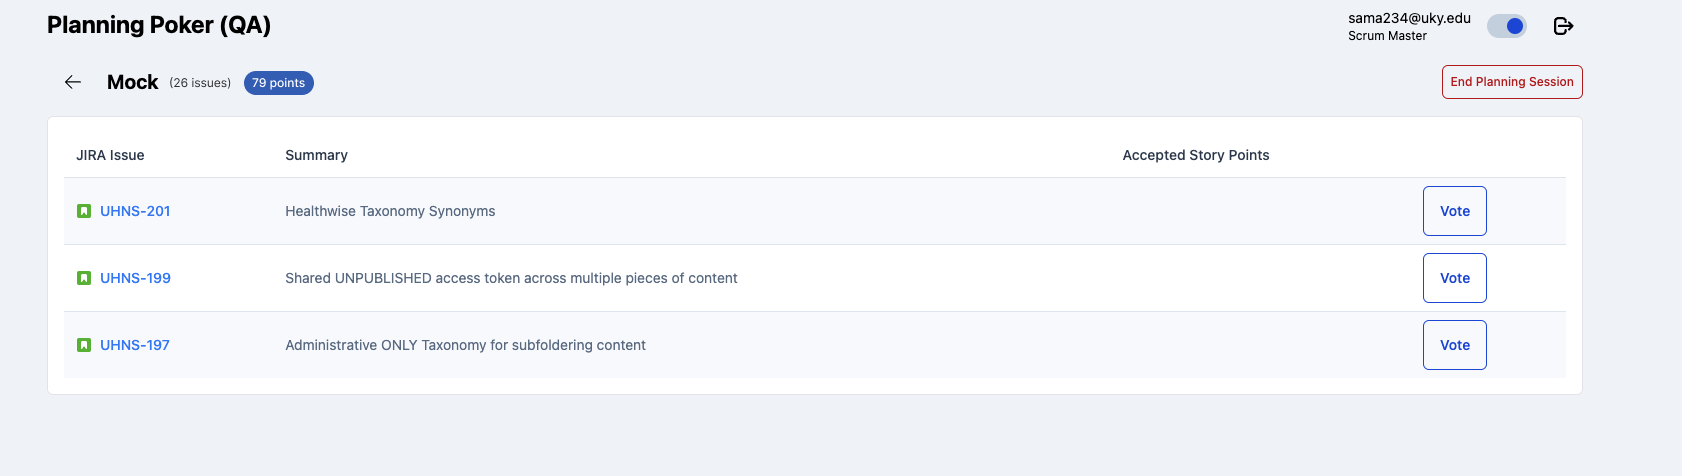 Planning Poker (QA)
sama234@uky.edu
Scrum Master
Mock (26 issues) 79 points
End Planning Session
JIRA Issue Summary Accepted Story Points
UHNS-201 Healthwise Taxonomy Synonyms Vote
UHNS-199 Shared UNPUBLISHED access token across multiple pieces of content Vote
UHNS-197 Administrative ONLY Taxonomy for subfoldering content Vote